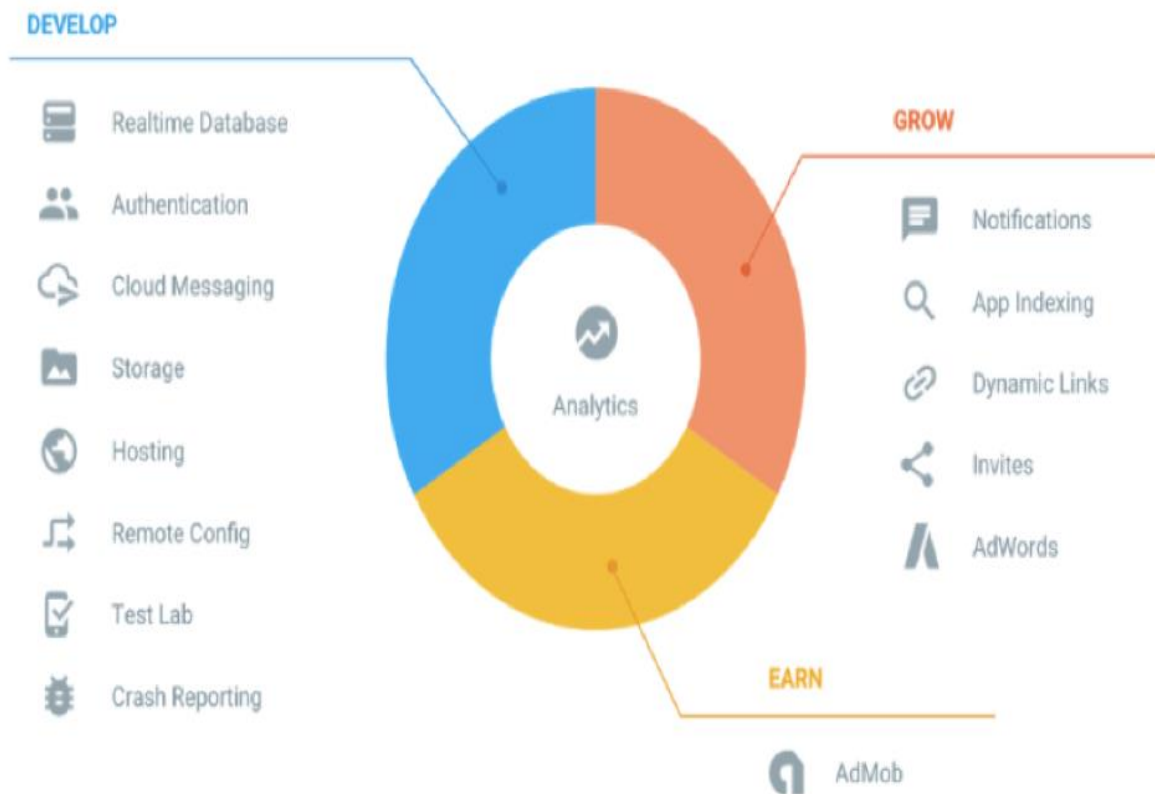 DEVELOP
Realtime Database
Authentication
Cloud Messaging
Storage
Hosting
Remote Config
Test Lab
Crash Reporting
Analytics
GROW
Notifications
App Indexing
Dynamic Links
Invites
AdWords
EARN
AdMob